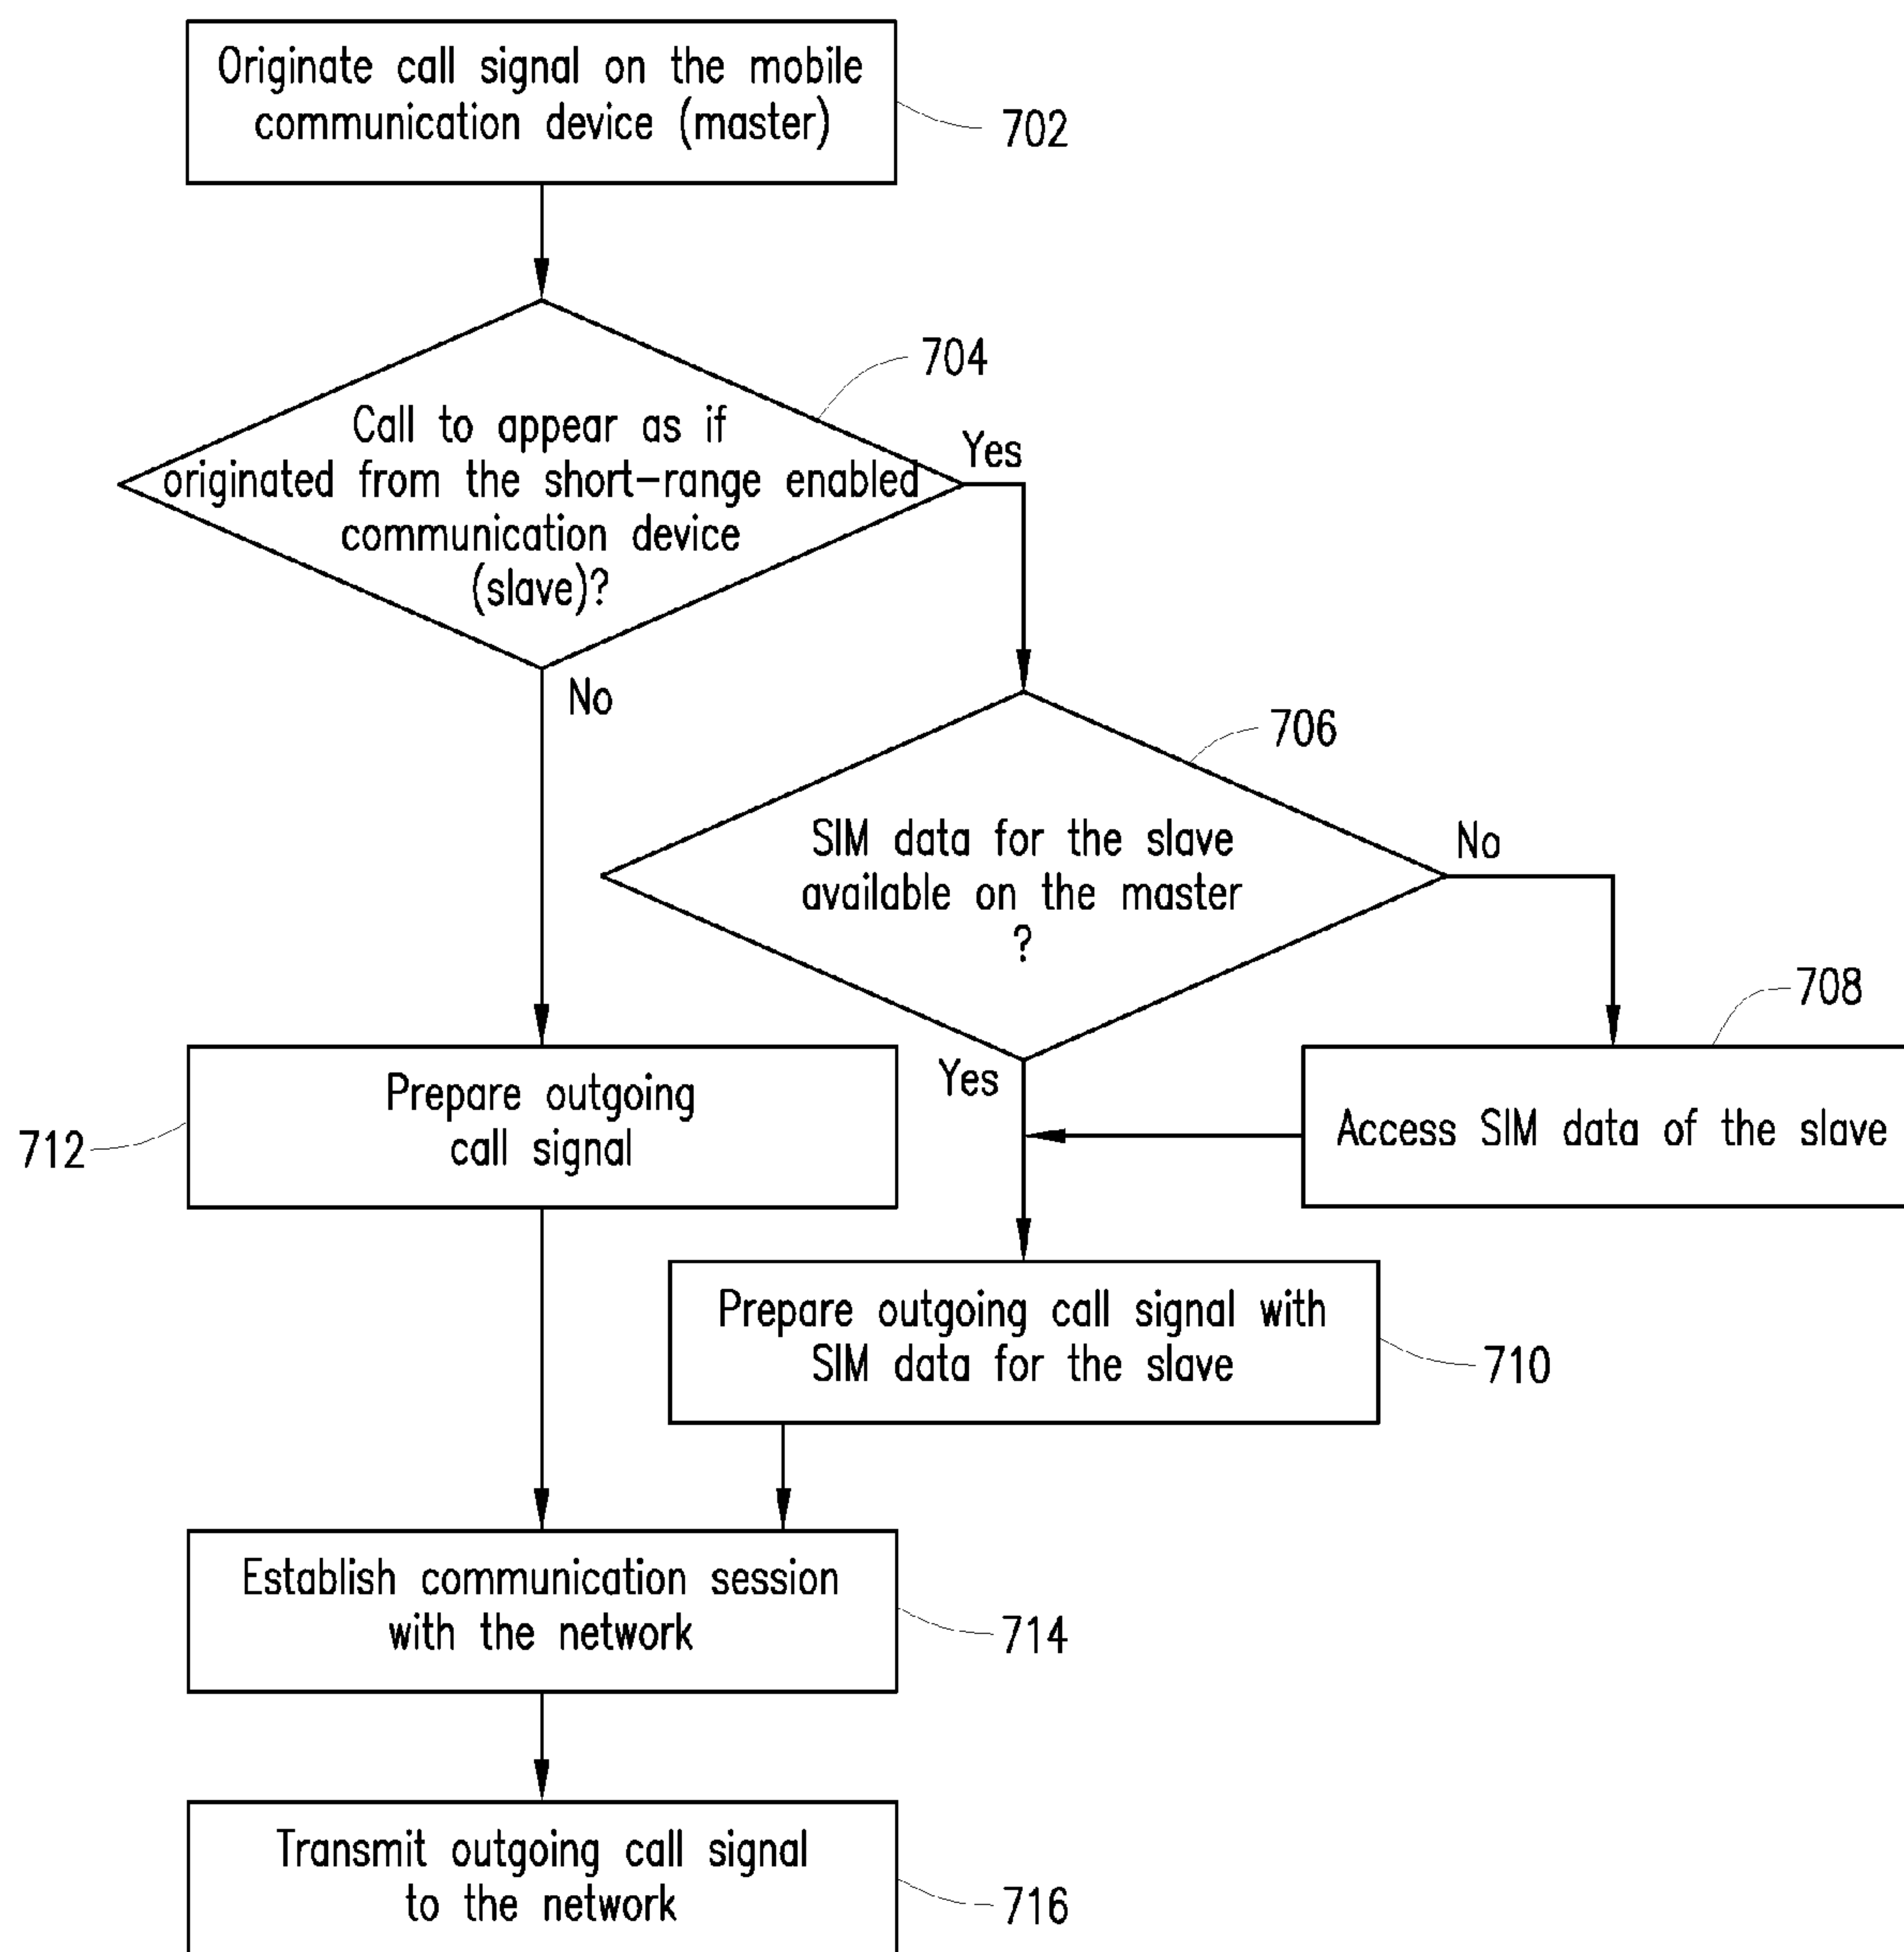 Originate call signal on the mobile
communication device (master)
702
704
Call to appear as if
originated from the short-range enabled
communication device
(slave)?
Yes
No
706
SIM data for the slave
available on the master
?
No
Yes
708
Access SIM data of the slave
Prepare outgoing
call signal
712
Prepare outgoing call signal with
SIM data for the slave
710
Establish communication session
with the network
714
Transmit outgoing call signal
to the network
716